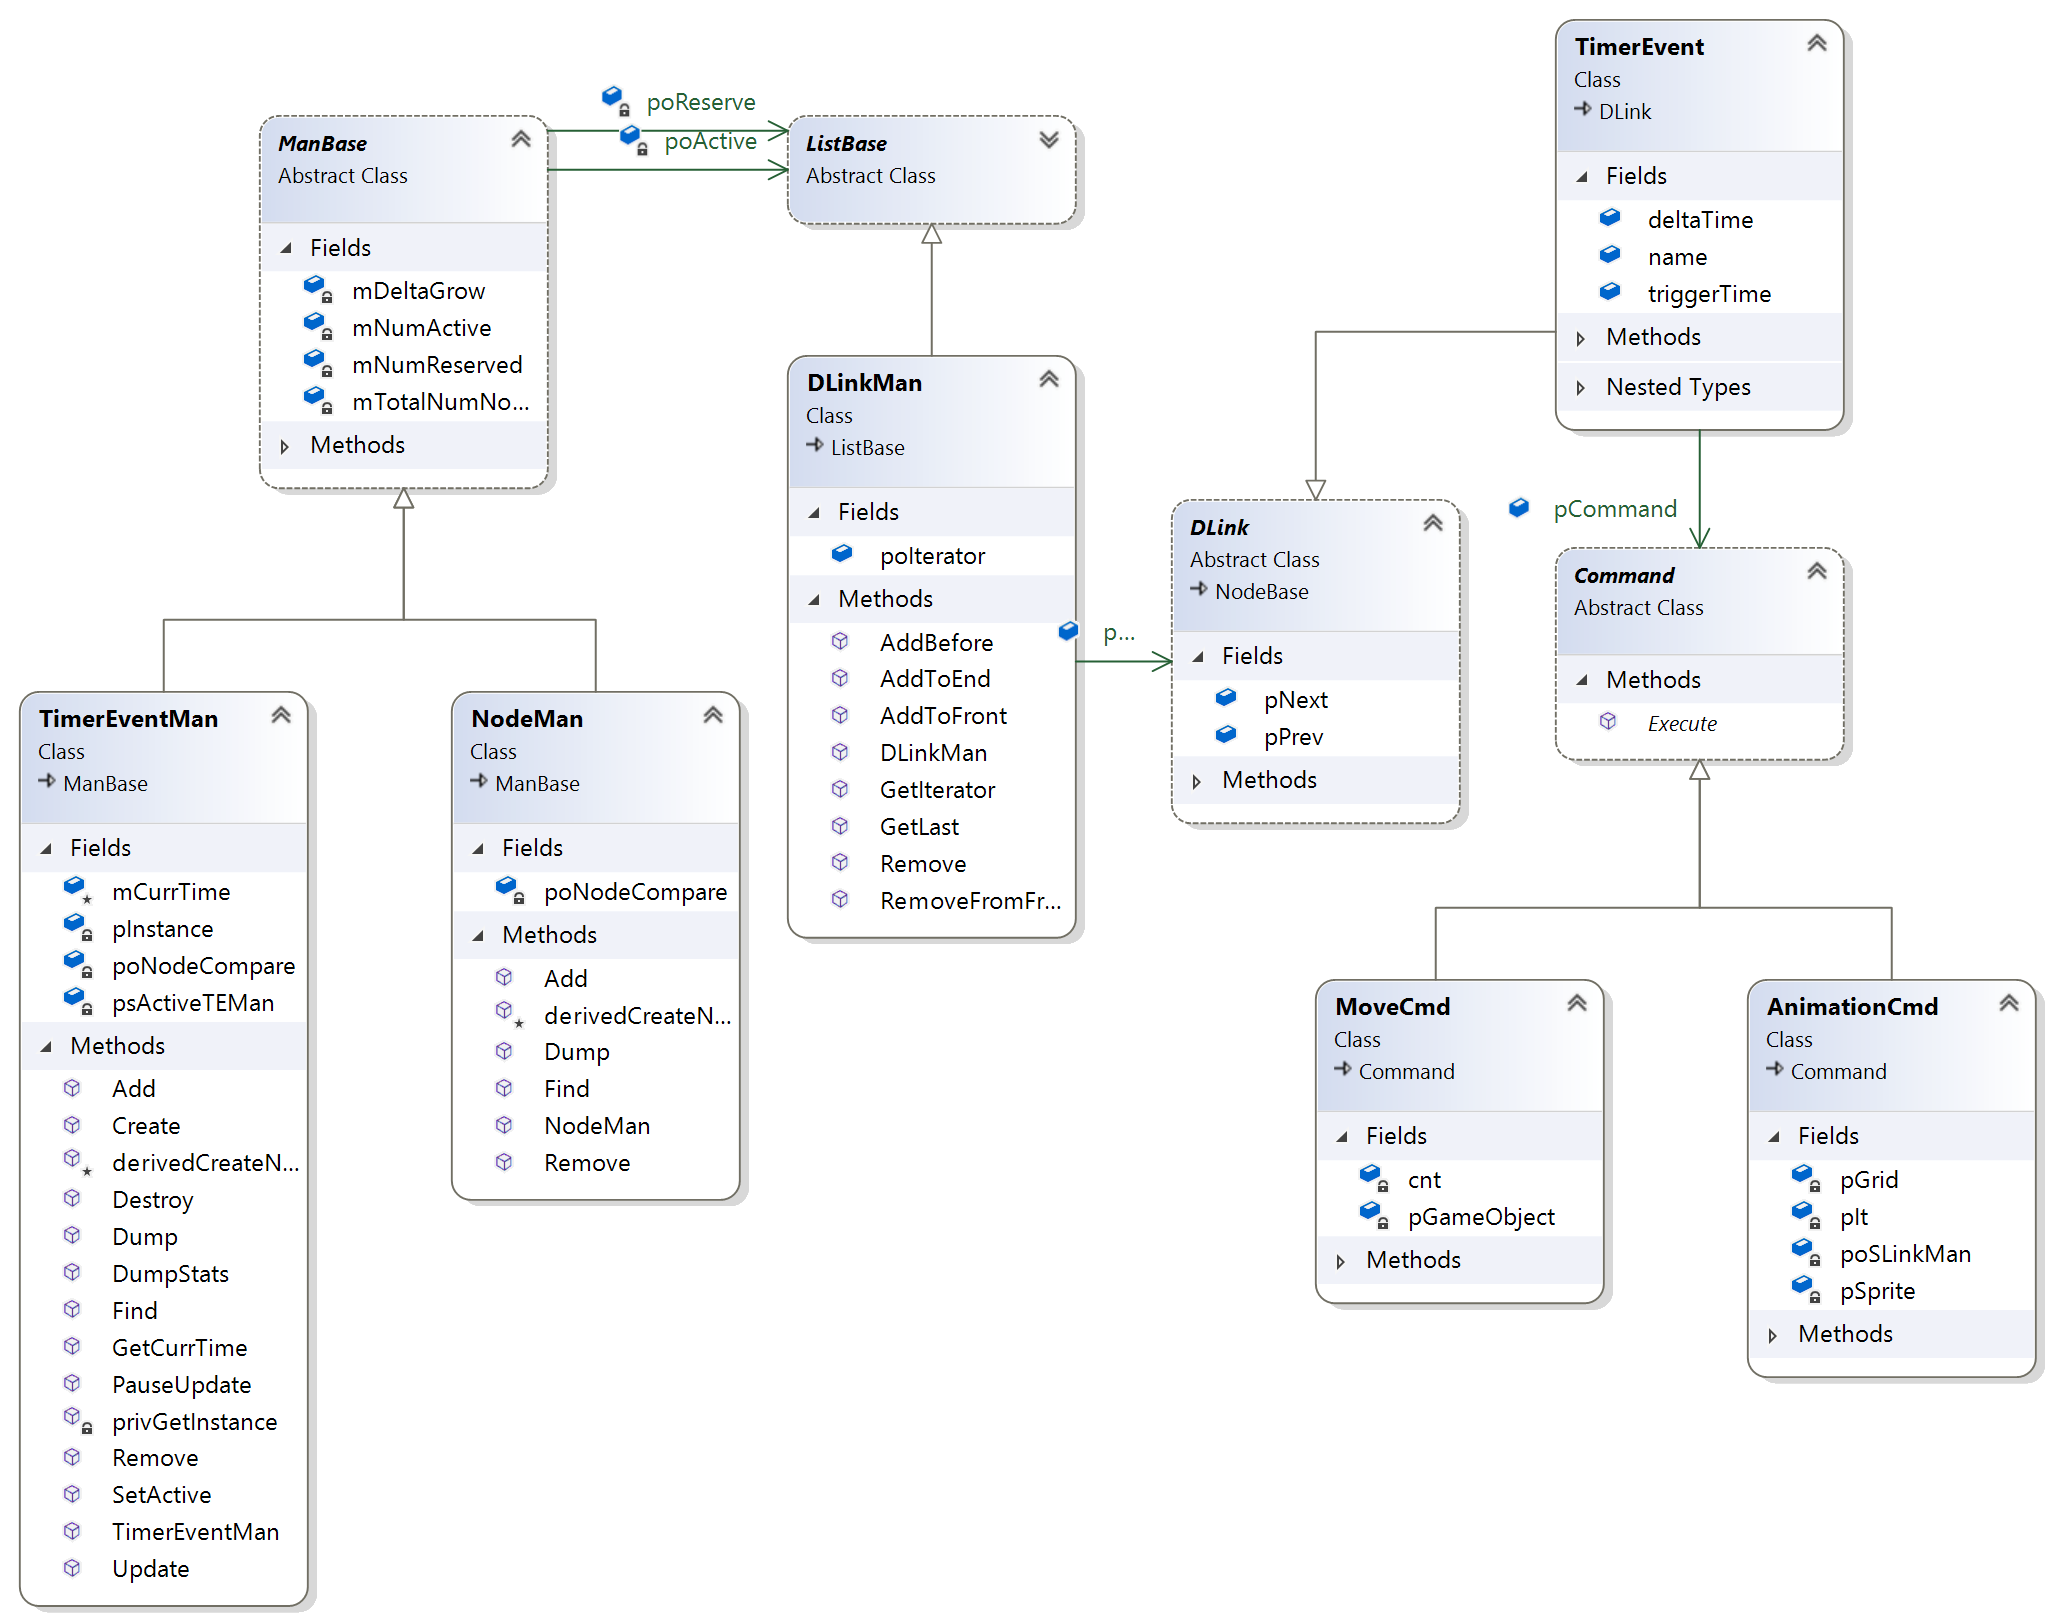 poReserve
poActive
ManBase
Abstract Class
Fields
mDeltaGrow
mNumActive
mNumReserved
mTotalNumNo...
Methods
ListBase
Abstract Class
TimerEvent
Class
DLink
Fields
deltaTime
name
triggerTime
Methods
Nested Types
DLinkMan
Class
ListBase
Fields
poIterator
Methods
AddBefore
AddToEnd
AddToFront
DLinkMan
GetIterator
GetLast
Remove
RemoveFromFr...
p...
DLink
Abstract Class
NodeBase
Fields
pNext
pPrev
Methods
pCommand
Command
Abstract Class
Methods
Execute
TimerEventMan
Class
ManBase
Fields
mCurrTime
pInstance
poNodeCompare
psActiveTEMan
Methods
Add
Create
derivedCreateN...
Destroy
Dump
DumpStats
Find
GetCurrTime
PauseUpdate
privGetInstance
Remove
SetActive
TimerEventMan
Update
NodeMan
Class
ManBase
Fields
poNodeCompare
Methods
Add
derivedCreateN...
Dump
Find
NodeMan
Remove
MoveCmd
Class
Command
Fields
cnt
pGameObject
Methods
AnimationCmd
Class
Command
Fields
pGrid
pIt
poSLinkMan
pSprite
Methods